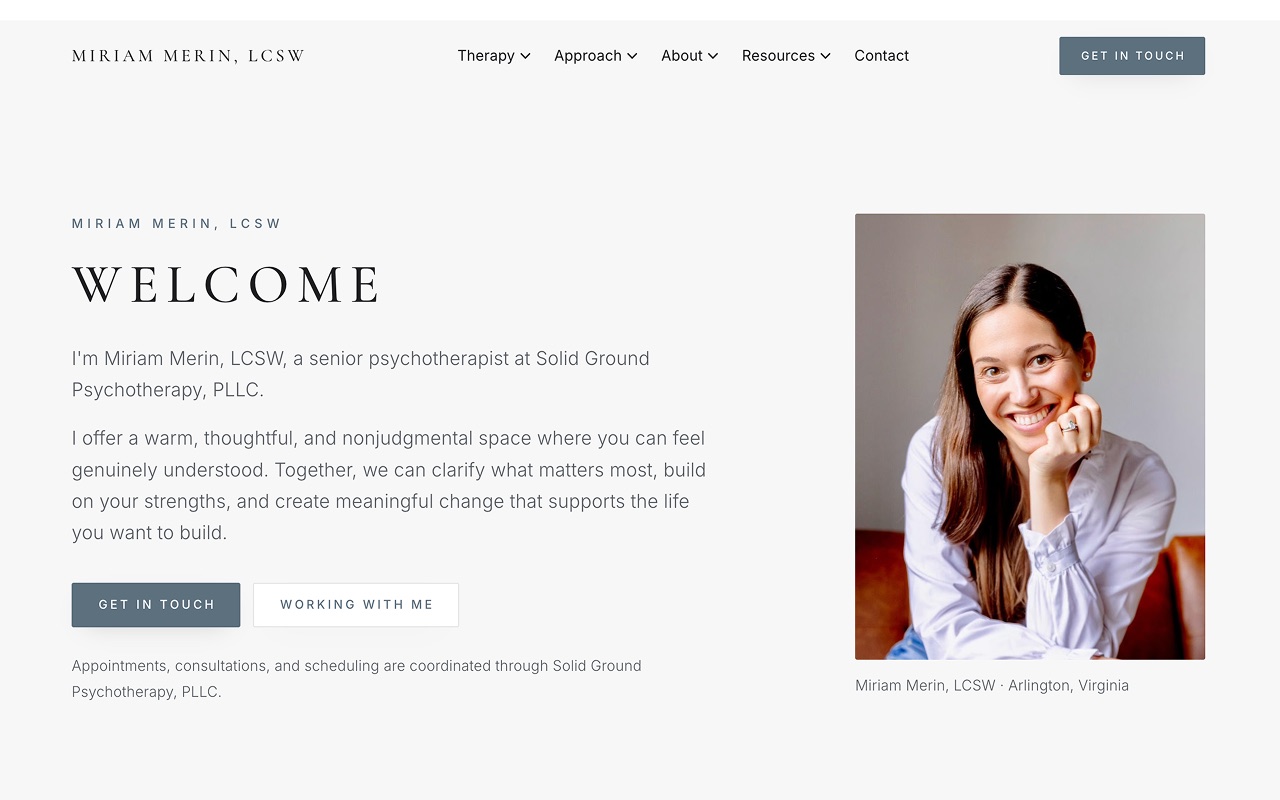 MIRIAM MERIN, LCSW
Therapy
Approach
About
Resources
Contact
GET IN TOUCH
MIRIAM MERIN, LCSW
WELCOME
I'm Miriam Merin, LCSW, a senior psychotherapist at Solid Ground
Psychotherapy, PLLC.
I offer a warm, thoughtful, and nonjudgmental space where you can feel
genuinely understood. Together, we can clarify what matters most, build
on your strengths, and create meaningful change that supports the life
you want to build.
GET IN TOUCH
WORKING WITH ME
Appointments, consultations, and scheduling are coordinated through Solid Ground
Psychotherapy, PLLC.
Miriam Merin, LCSW · Arlington, Virginia